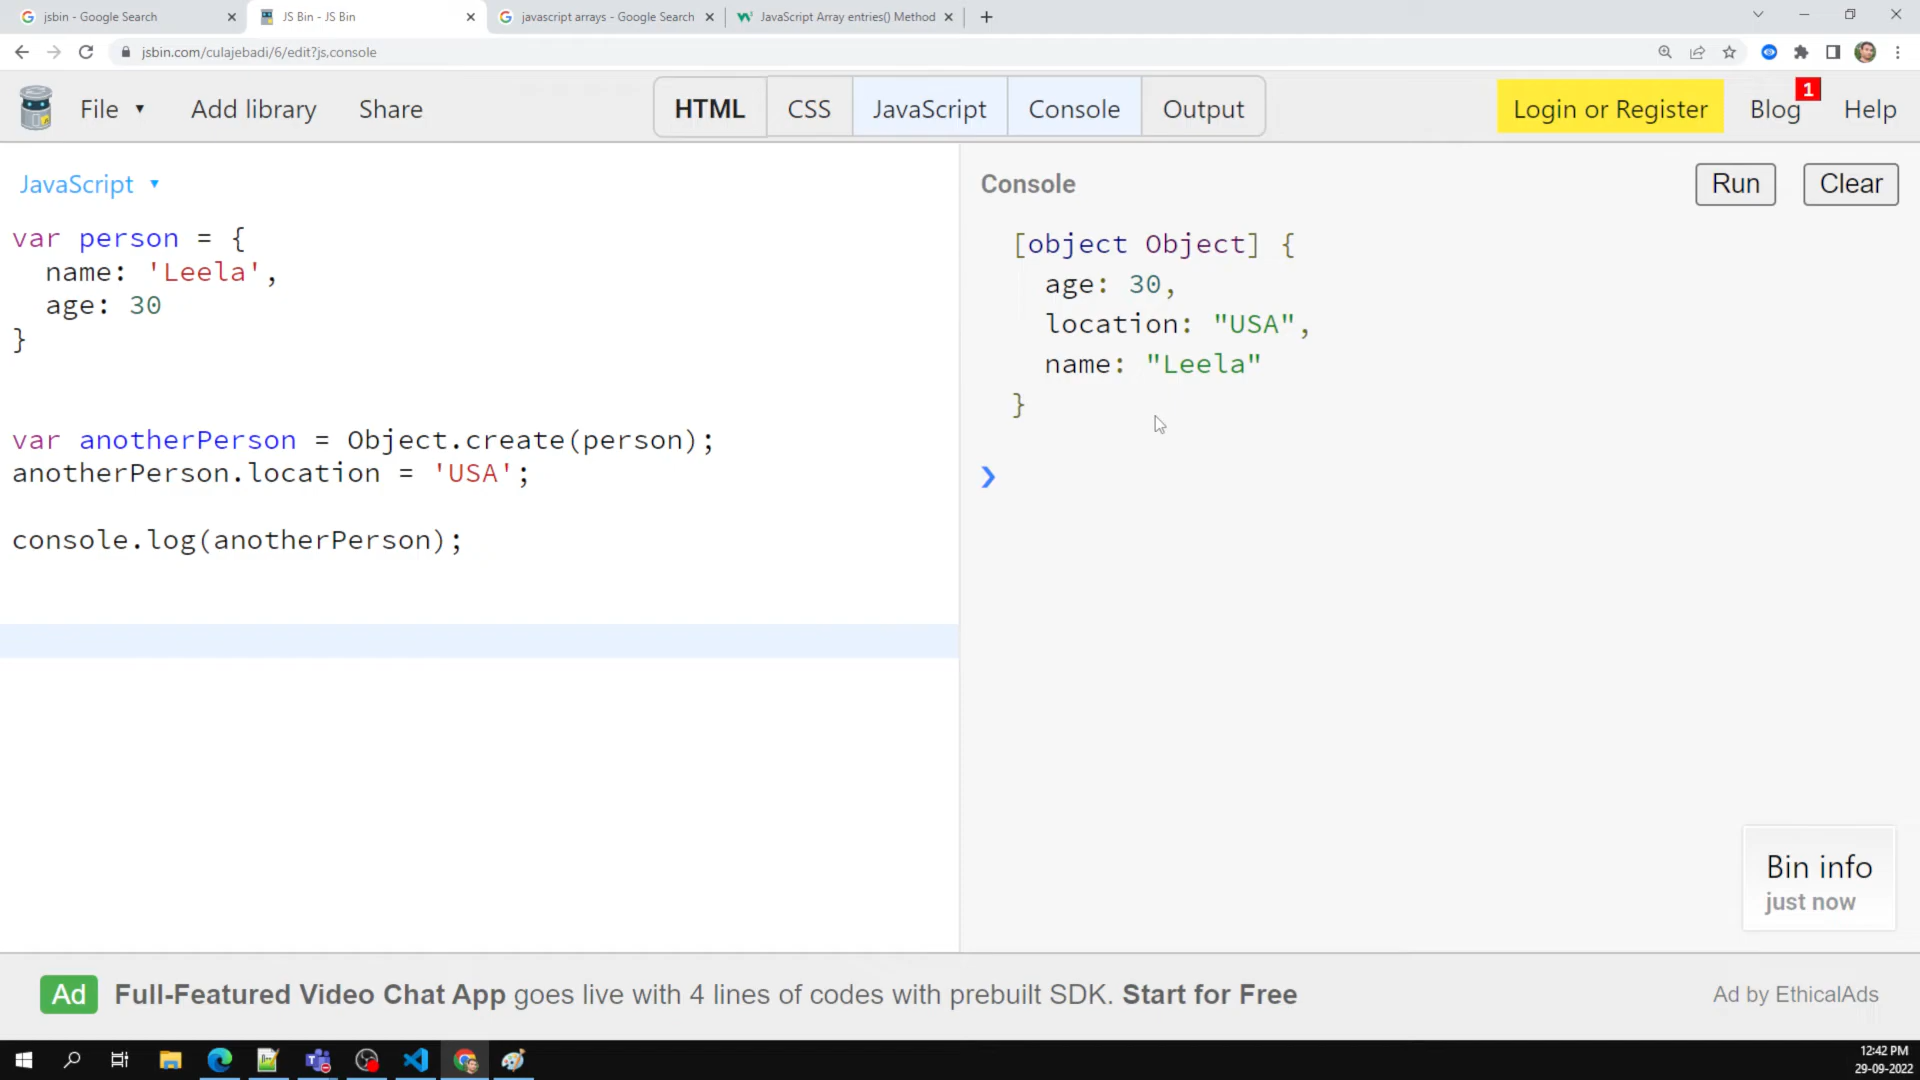 jsbin - Google Search
JS Bin - JS Bin
javascript arrays - Google Search
JavaScript Array entries() Method
jsbin.com/culajebadi/6/edit?js,console
File
Add library
Share
HTML
CSS
JavaScript
Console
Output
Login or Register
Blog
1
Help
JavaScript
var person = {
name: 'Leela',
age: 30
}
var anotherPerson = Object.create(person);
anotherPerson.location = 'USA';
console.log(anotherPerson);
Console
Run
Clear
[object Object] {
age: 30,
location: "USA",
name: "Leela"
}
Bin info
just now
Ad
Full-Featured Video Chat App goes live with 4 lines of codes with prebuilt SDK. Start for Free
Ad by EthicalAds
12:42 PM
29-09-2022